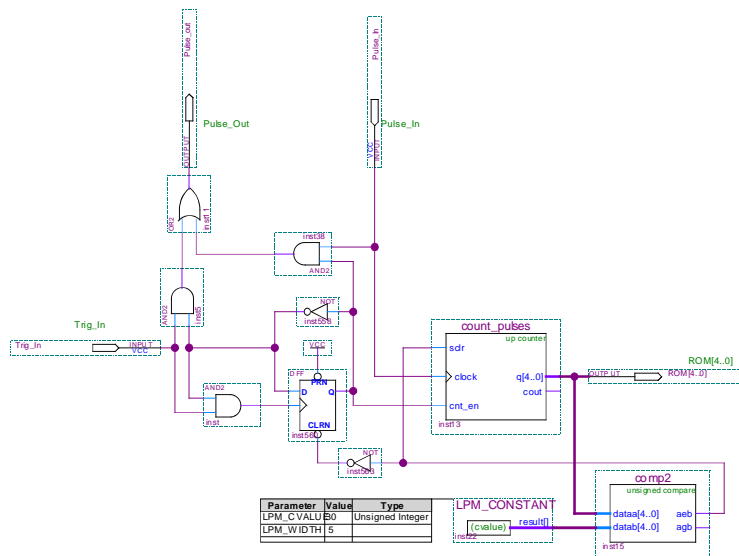 Pulse_out
Pulse_In
Pulse_Out
Pulse_In
OUTPUT
VCC
INPUT
OR2
inst11
inst38
AND2
AND2
inst5
NOT
inst558
Trig_In
Trig_In
INPUT
VCC
VCC
AND2
inst
DFF
PRN
D
Q
CLRN
NOT
count_pulses
up counter
sclr
clock
q[4..0]
cout
cnt_en
inst13
ROM[4..0]
OUTPUT
ROM[4..0]
comp2
unsigned compare
dataa[4..0]
aeb
datab[4..0]
agb
inst15
LPM_CONSTANT
(cvalue)
result[]
inst22
Parameter Value Type
LPM_CVALUE 30 Unsigned Integer
LPM_WIDTH 5